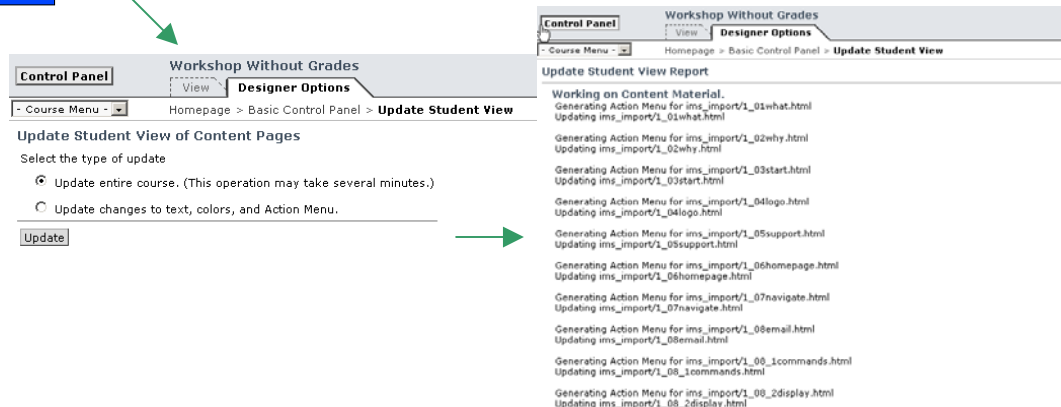 Control Panel
Workshop Without Grades
View
Designer Options
- Course Menu -
Homepage > Basic Control Panel > Update Student View
Update Student View of Content Pages
Select the type of update
Update entire course. (This operation may take several minutes.)
Update changes to text, colors, and Action Menu.
Update
Control Panel
Workshop Without Grades
View
Designer Options
- Course Menu -
Homepage > Basic Control Panel > Update Student View
Update Student View Report
Working on Content Material.
Generating Action Menu for ims_import/1_01what.html
Updating ims_import/1_01what.html
Generating Action Menu for ims_import/1_02why.html
Updating ims_import/1_02why.html
Generating Action Menu for ims_import/1_03start.html
Updating ims_import/1_03start.html
Generating Action Menu for ims_import/1_04logo.html
Updating ims_import/1_04logo.html
Generating Action Menu for ims_import/1_05support.html
Updating ims_import/1_05support.html
Generating Action Menu for ims_import/1_06homepage.html
Updating ims_import/1_06homepage.html
Generating Action Menu for ims_import/1_07navigate.html
Updating ims_import/1_07navigate.html
Generating Action Menu for ims_import/1_08email.html
Updating ims_import/1_08email.html
Generating Action Menu for ims_import/1_08_1commands.html
Updating ims_import/1_08_1commands.html
Generating Action Menu for ims_import/1_08_2display.html
Updating ims_import/1_08_2display.html